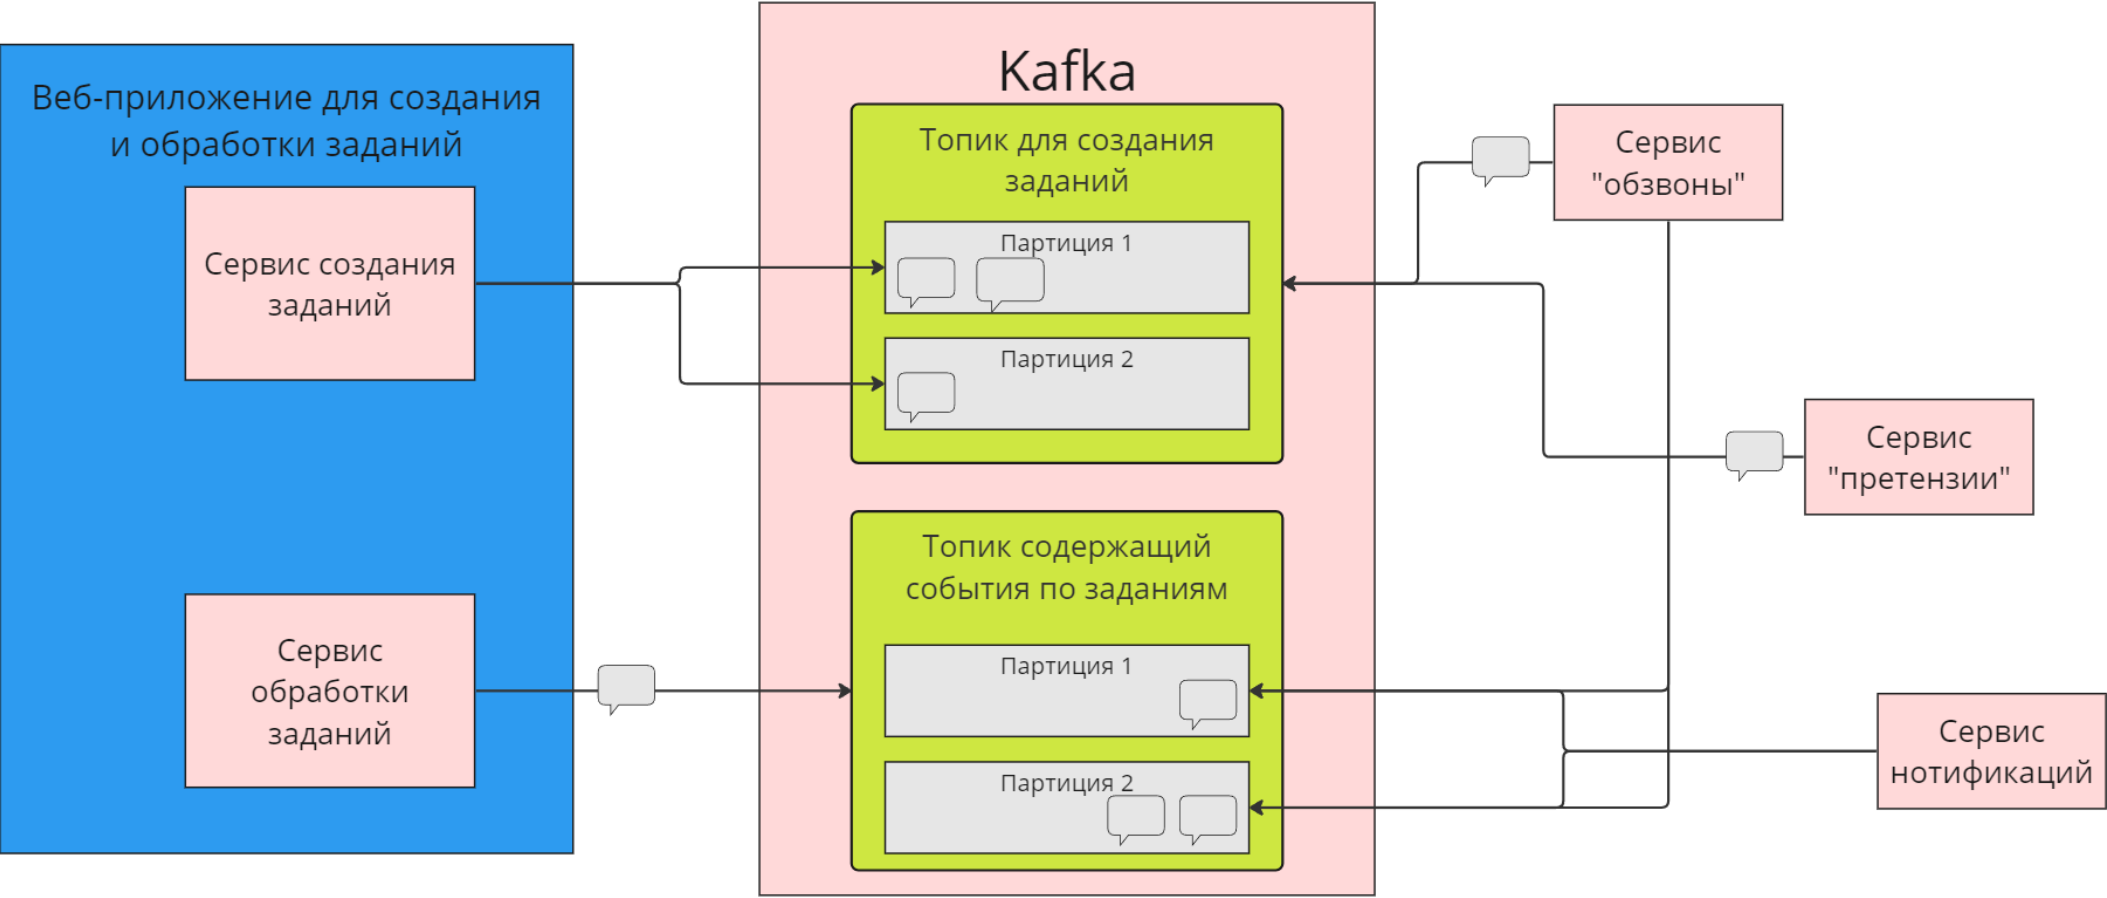 Веб-приложение для создания
и обработки заданий
Сервис создания
заданий
Сервис
обработки
заданий
Kafka
Топик для создания
заданий
Партиция 1
Партиция 2
Топик содержащий
события по заданиям
Партиция 1
Партиция 2
Сервис
"обзвоны"
Сервис
"претензии"
Сервис
нотификаций